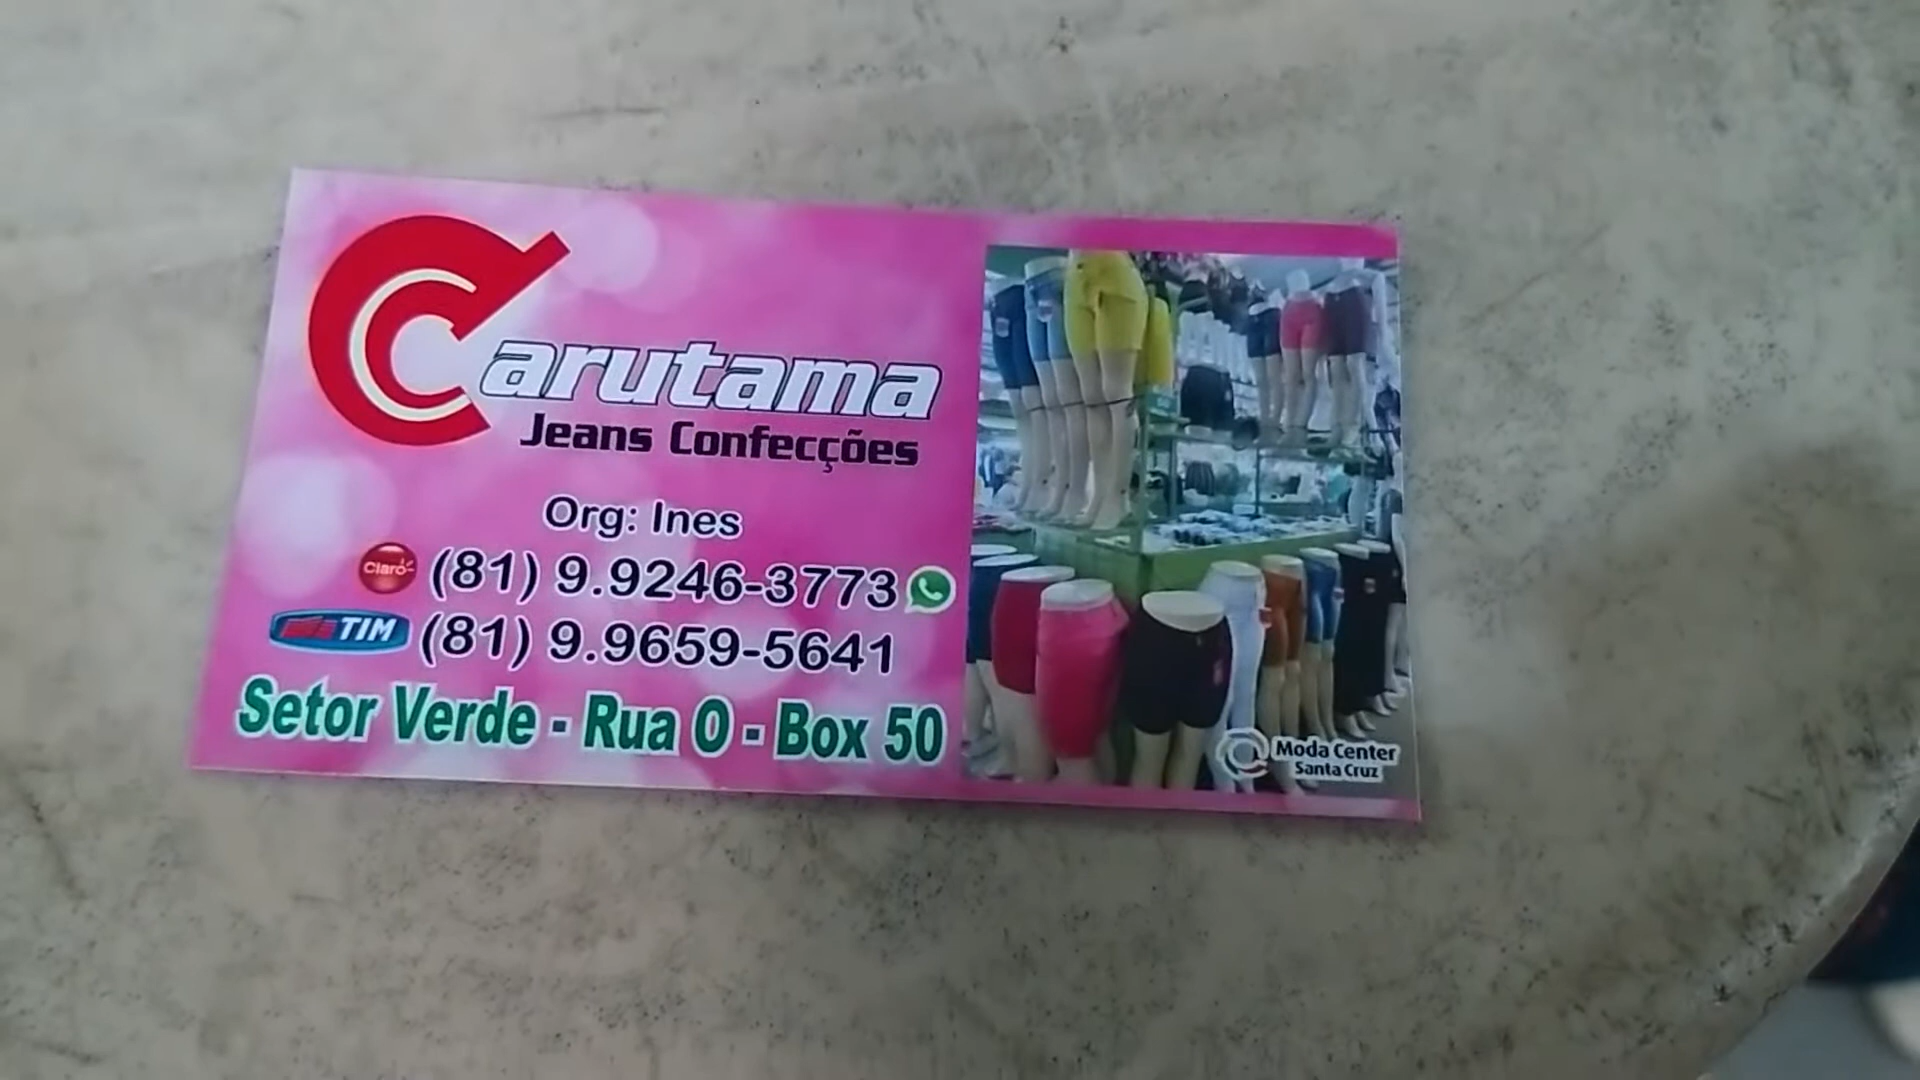 Carutama
Jeans Confecções
Org: Ines
Claro (81) 9.9246-3773
TIM (81) 9.9659-5641
Setor Verde - Rua O - Box 50
Moda Center
Santa Cruz